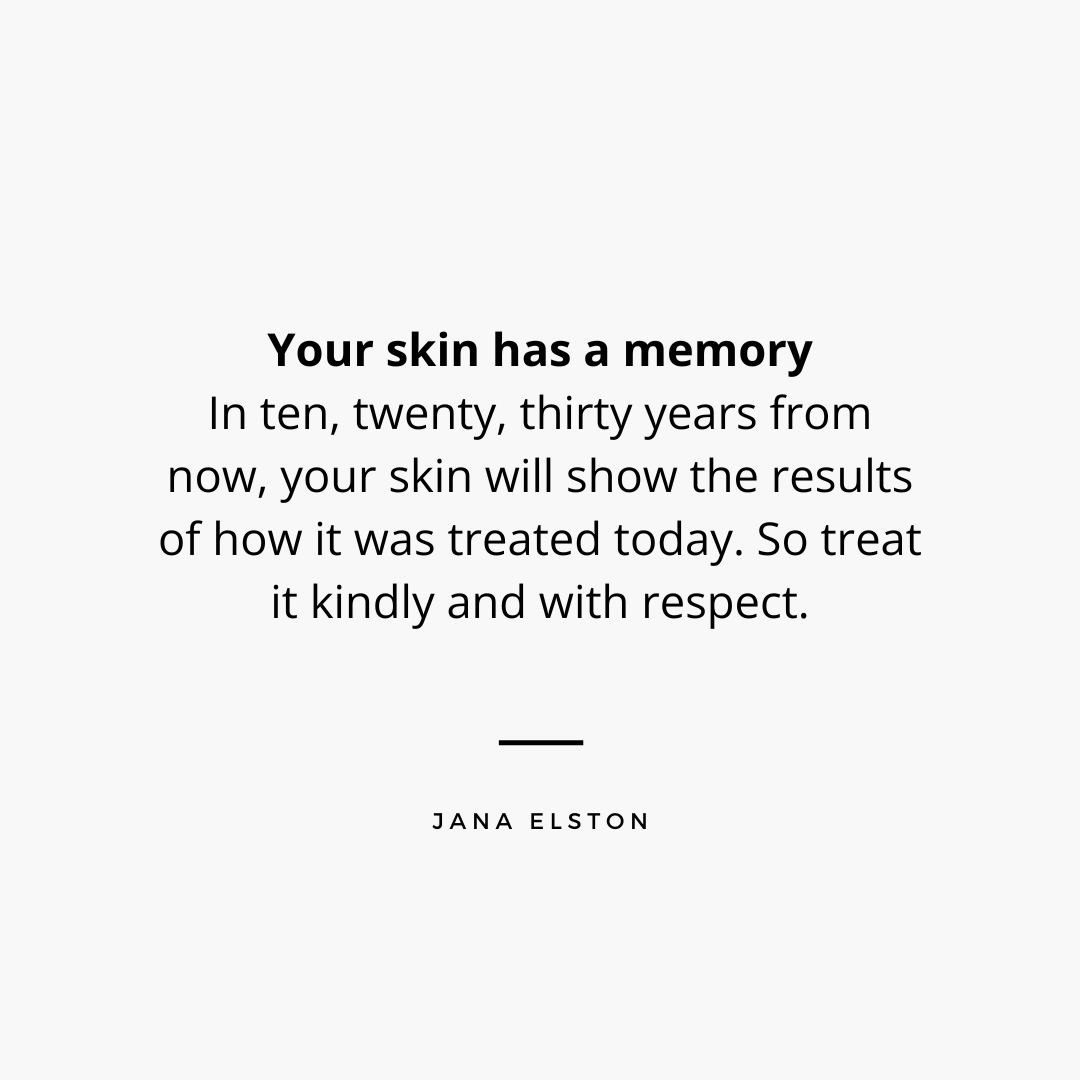 Your skin has a memory
In ten, twenty, thirty years from
now, your skin will show the results
of how it was treated today. So treat
it kindly and with respect.
JANA ELSTON